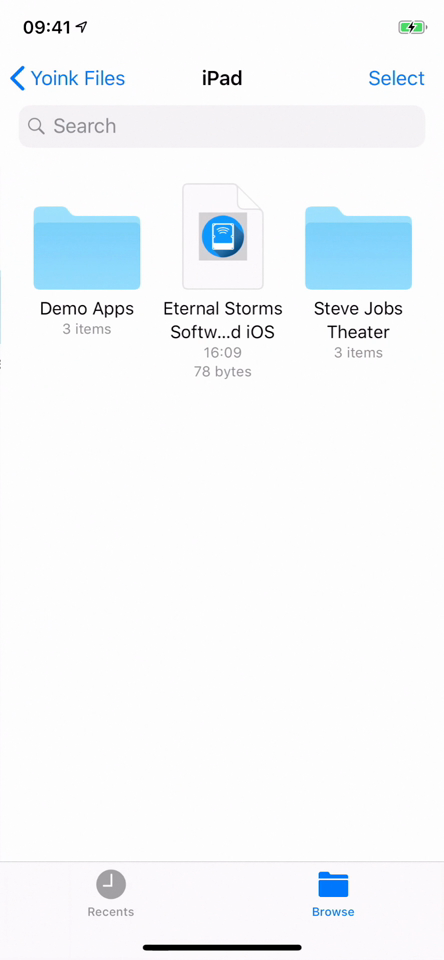 09:41
Yoink Files
iPad
Select
Search
Demo Apps
3 items
Eternal Storms
Softw...d iOS
16:09
78 bytes
Steve Jobs
Theater
3 items
Recents
Browse